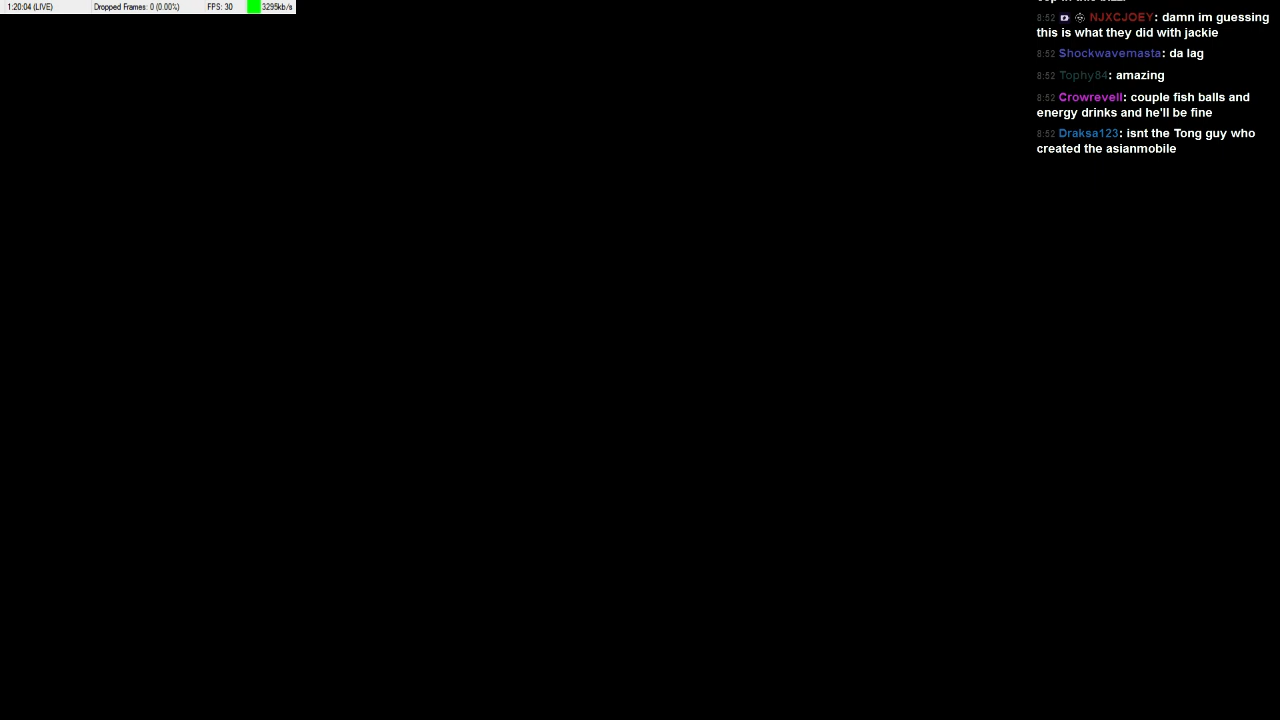 1:20:04 (LIVE) Dropped Frames: 0 (0.00%) FPS: 30 3295kb/s
8:52 NJXCJOEY: damn im guessing
this is what they did with jackie
8:52 Shockwavemasta: da lag
8:52 Tophy84: amazing
8:52 Crowrevell: couple fish balls and
energy drinks and he'll be fine
8:52 Draksa123: isnt the Tong guy who
created the asianmobile